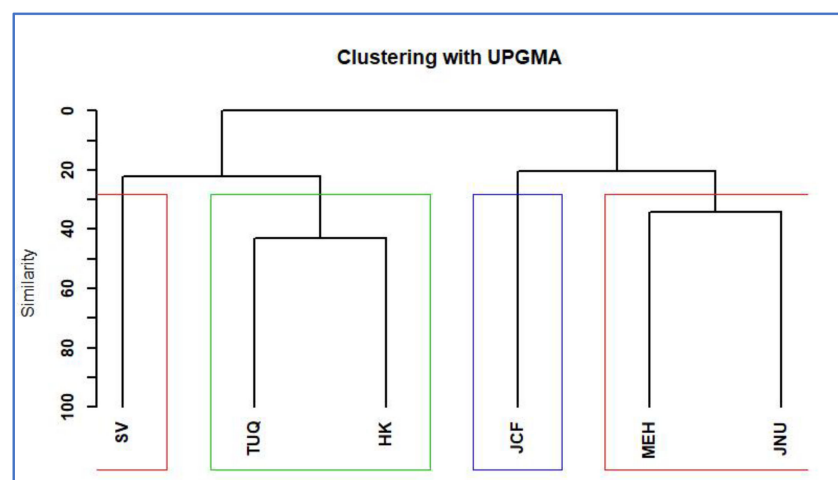 Clustering with UPGMA
Similarity
0
20
40
60
80
100
SV
TUQ
HK
JCF
MEH
JNU